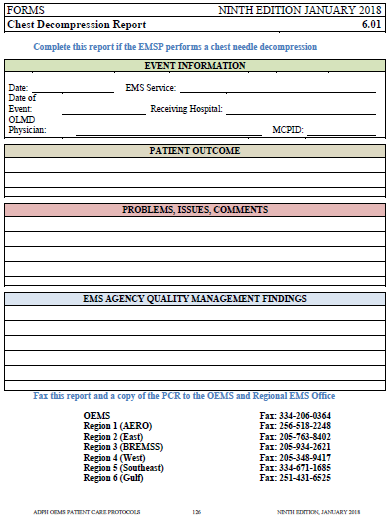 FORMS NINTH EDITION JANUARY 2018
Chest Decompression Report 6.01
Complete this report if the EMSP performs a chest needle decompression
EVENT INFORMATION
Date: EMS Service:
Date of
Event: Receiving Hospital:
OLMD
Physician: MCPID:
PATIENT OUTCOME
PROBLEMS, ISSUES, COMMENTS
EMS AGENCY QUALITY MANAGEMENT FINDINGS
Fax this report and a copy of the PCR to the OEMS and Regional EMS Office
OEMS Fax: 334-206-0364
Region 1 (AERO) Fax: 256-518-2248
Region 2 (East) Fax: 205-763-8402
Region 3 (BREMSS) Fax: 205-934-2621
Region 4 (West) Fax: 205-348-9417
Region 5 (Southeast) Fax: 334-671-1685
Region 6 (Gulf) Fax: 251-431-6525
ADPH OEMS PATIENT CARE PROTOCOLS 126 NINTH EDITION, JANUARY 2018